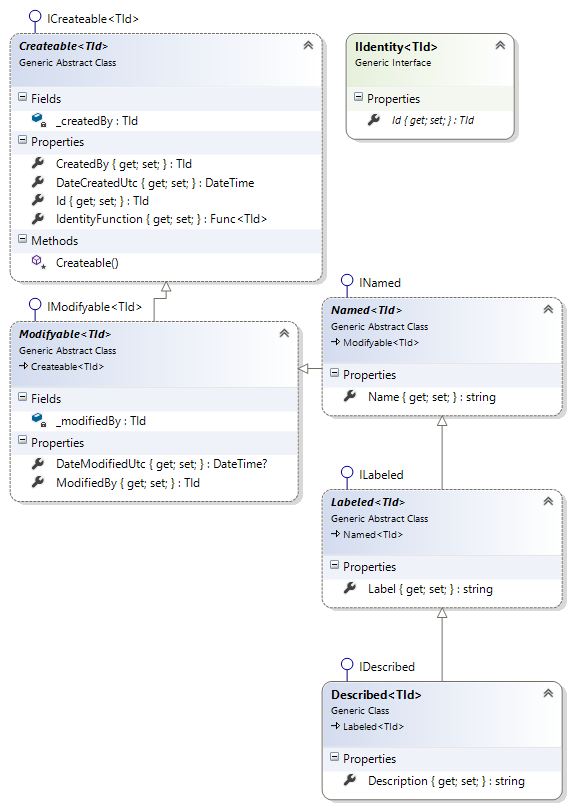 ICreateable<TId>
Createable<TId>
Generic Abstract Class
Fields
_createdBy : TId
Properties
CreatedBy { get; set; } : TId
DateCreatedUtc { get; set; } : DateTime
Id { get; set; } : TId
IdentityFunction { get; set; } : Func<TId>
Methods
Createable()
IIdentity<TId>
Generic Interface
Properties
Id { get; set; } : TId
IModifyable<TId>
Modifyable<TId>
Generic Abstract Class
Createable<TId>
Fields
_modifiedBy : TId
Properties
DateModifiedUtc { get; set; } : DateTime?
ModifiedBy { get; set; } : TId
INamed
Named<TId>
Generic Abstract Class
Modifyable<TId>
Properties
Name { get; set; } : string
ILabeled
Labeled<TId>
Generic Abstract Class
Named<TId>
Properties
Label { get; set; } : string
IDescribed
Described<TId>
Generic Class
Labeled<TId>
Properties
Description { get; set; } : string